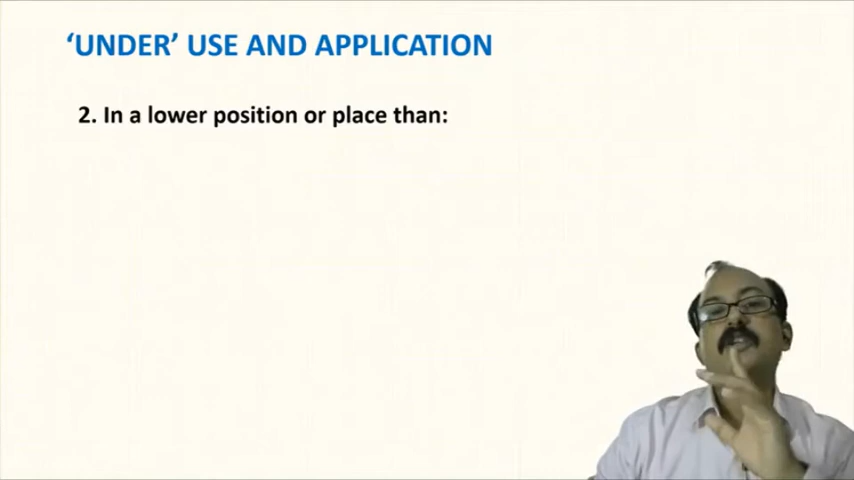 ‘UNDER’ USE AND APPLICATION
2. In a lower position or place than: